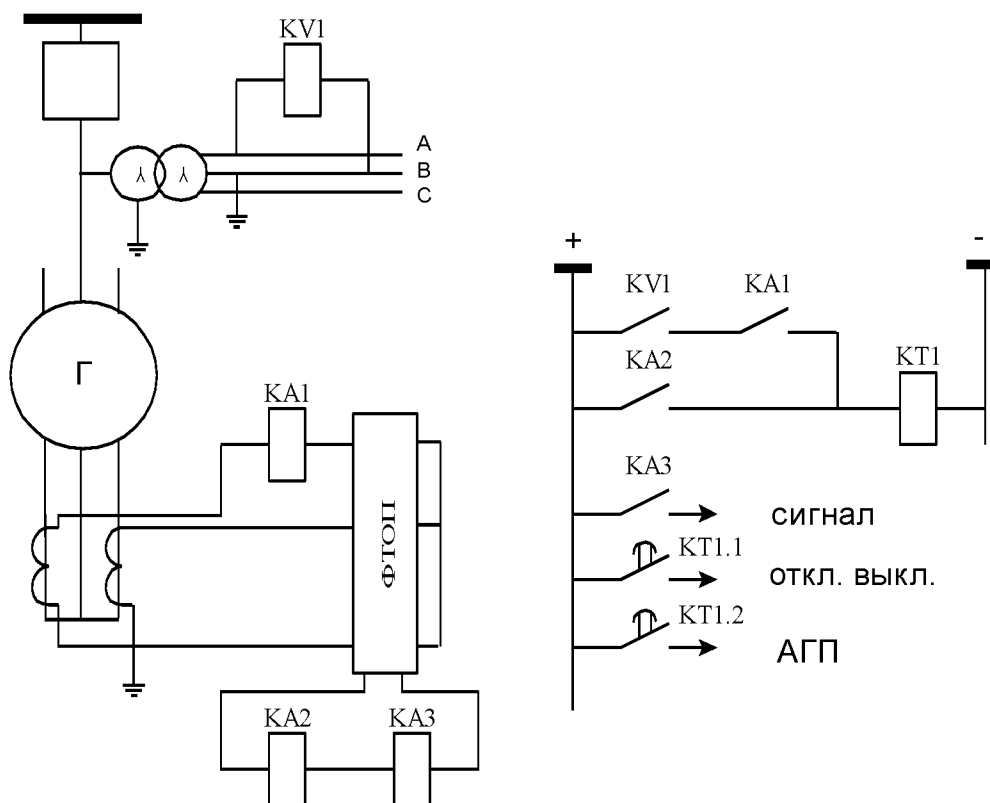 KV1
A
B
C
Г
KA1
ФТОП
KA2
KA3
+
-
KV1
KA1
KA2
KT1
KA3
сигнал
KT1.1
откл. выкл.
KT1.2
АГП